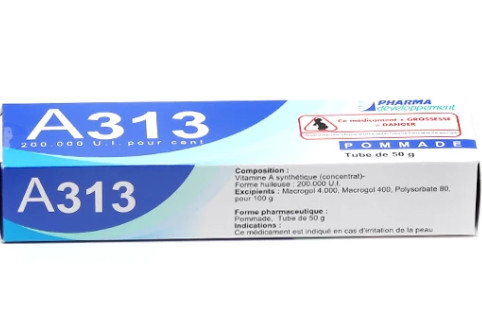 PHARMA
développement
A313
200.000 U.I. pour cent
Ce médicament + GROSSESSE
= DANGER
POMMADE
Tube de 50 g
A313
Composition :
Vitamine A synthétique (concentrat)-
Forme huileuse : 200.000 U.I.
Excipients : Macrogol 4.000, Macrogol 400, Polysorbate 80,
pour 100 g
Forme pharmaceutique :
Pommade, Tube de 50 g
Indications :
Ce médicament est indiqué en cas d'irritation de la peau